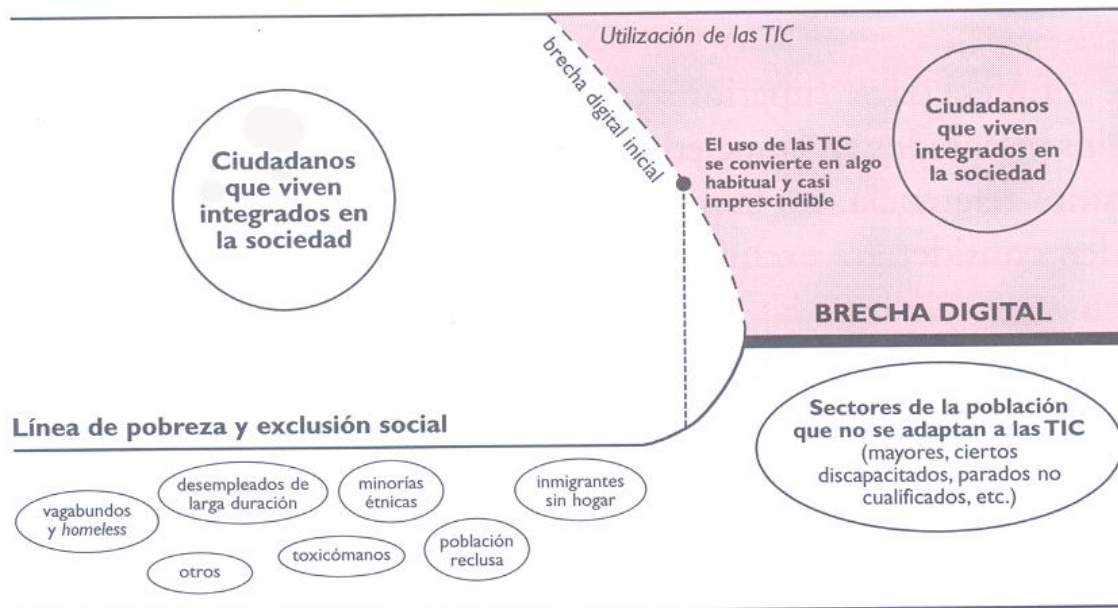 Utilización de las TIC
brecha digital inicial
Ciudadanos
que viven
integrados en
la sociedad
El uso de las TIC
se convierte en algo
habitual y casi
imprescindible
Ciudadanos
que viven
integrados en
la sociedad
BRECHA DIGITAL
Línea de pobreza y exclusión social
Sectores de la población
que no se adaptan a las TIC
(mayores, ciertos
discapacitados, parados no
cualificados, etc.)
vagabundos
y homeless
desempleados de
larga duración
minorías
étnicas
inmigrantes
sin hogar
otros
toxicómanos
población
reclusa